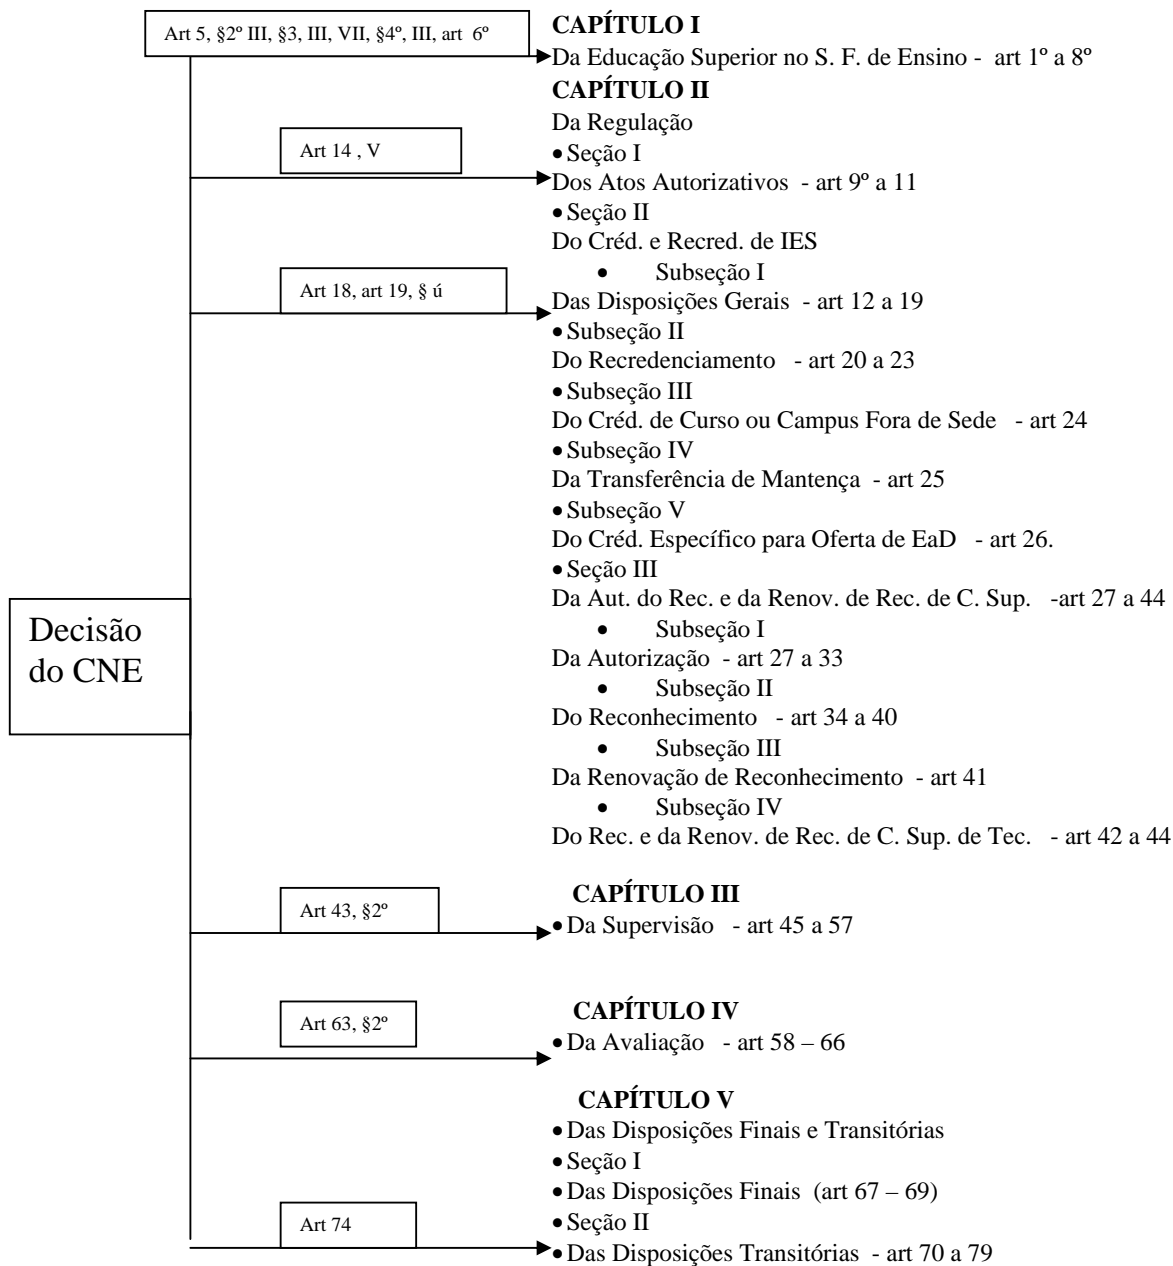 Art 5, §2º III, §3, III, VII, §4º, III, art 6º
CAPÍTULO I
Da Educação Superior no S. F. de Ensino - art 1º a 8º
CAPÍTULO II
Da Regulação
Art 14 , V
• Seção I
Dos Atos Autorizativos - art 9º a 11
• Seção II
Do Créd. e Recred. de IES
• Subseção I
Art 18, art 19, § ú
Das Disposições Gerais - art 12 a 19
• Subseção II
Do Recredenciamento - art 20 a 23
• Subseção III
Do Créd. de Curso ou Campus Fora de Sede - art 24
• Subseção IV
Da Transferência de Mantença - art 25
• Subseção V
Do Créd. Específico para Oferta de EaD - art 26.
• Seção III
Da Aut. do Rec. e da Renov. de Rec. de C. Sup. -art 27 a 44
• Subseção I
Da Autorização - art 27 a 33
• Subseção II
Do Reconhecimento - art 34 a 40
• Subseção III
Da Renovação de Reconhecimento - art 41
• Subseção IV
Do Rec. e da Renov. de Rec. de C. Sup. de Tec. - art 42 a 44
Decisão
do CNE
CAPÍTULO III
Art 43, §2º
• Da Supervisão - art 45 a 57
CAPÍTULO IV
Art 63, §2º
• Da Avaliação - art 58 – 66
CAPÍTULO V
• Das Disposições Finais e Transitórias
• Seção I
• Das Disposições Finais (art 67 – 69)
• Seção II
Art 74
• Das Disposições Transitórias - art 70 a 79